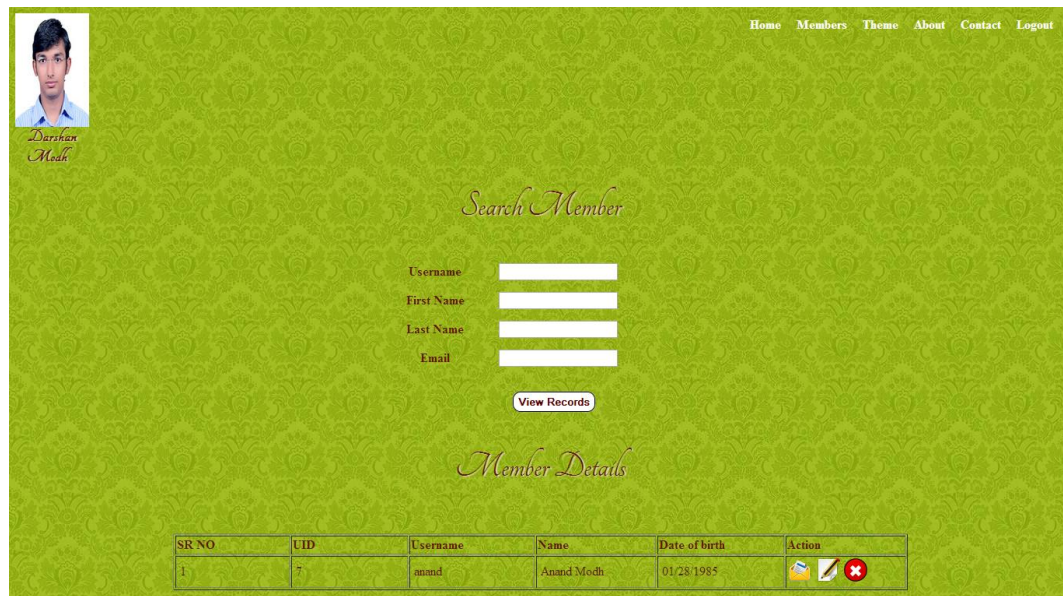 Home Members Theme About Contact Logout
Darshan
Modh
Search Member
Username
First Name
Last Name
Email
View Records
Member Details
SR NO UID Username Name Date of birth Action
1 7 anand Anand Modh 01/28/1985